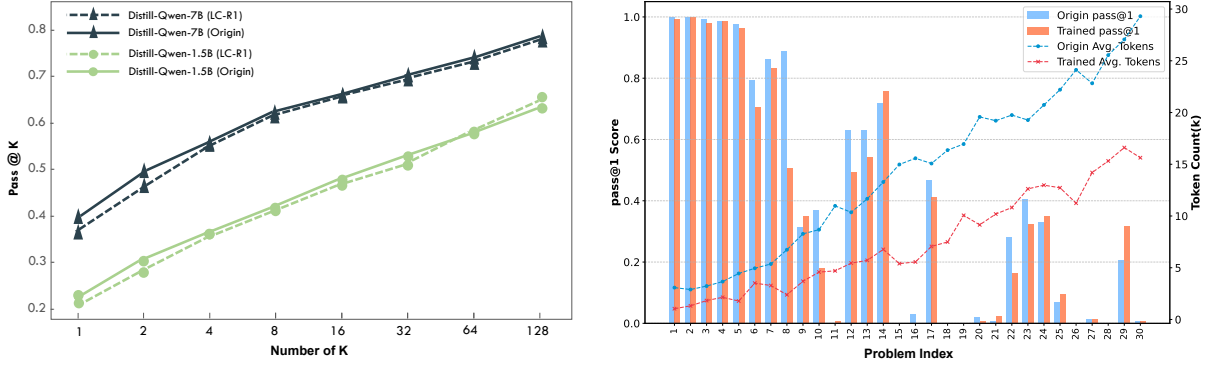 Distill-Qwen-7B (LC-R1)
Distill-Qwen-7B (Origin)
Distill-Qwen-1.5B (LC-R1)
Distill-Qwen-1.5B (Origin)
0.8
0.7
0.6
0.5
0.4
0.3
0.2
Pass @ K
1 2 4 8 16 32 64 128
Number of K
Origin pass@1
Trained pass@1
Origin Avg. Tokens
Trained Avg. Tokens
1.0
0.8
0.6
0.4
0.2
0.0
pass@1 Score
30
25
20
15
10
5
0
Token Count(k)
1 2 3 4 5 6 7 8 9 10 11 12 13 14 15 16 17 18 19 20 21 22 23 24 25 26 27 28 29 30
Problem Index